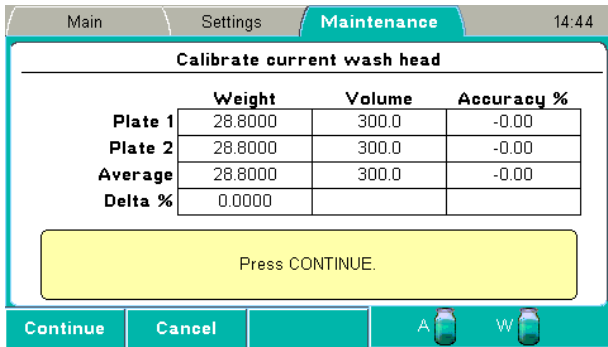 Main Settings Maintenance 14:44
Calibrate current wash head
Weight Volume Accuracy %
Plate 1 28.8000 300.0 -0.00
Plate 2 28.8000 300.0 -0.00
Average 28.8000 300.0 -0.00
Delta % 0.0000
Press CONTINUE.
Continue Cancel A W